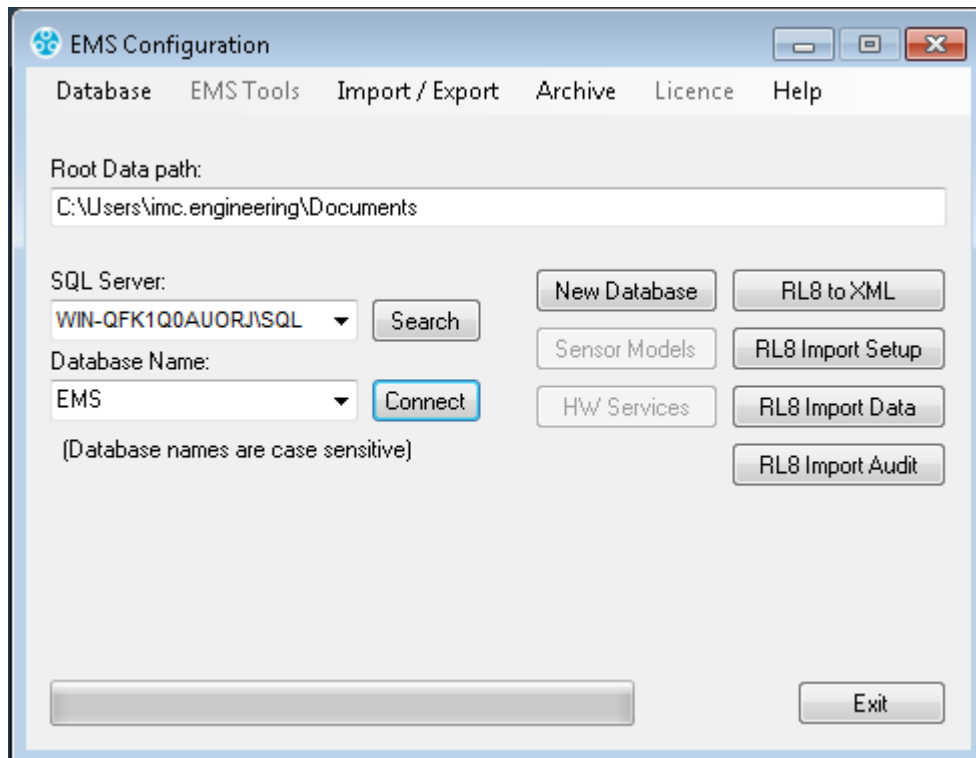 EMS Configuration
Database EMS Tools Import / Export Archive Licence Help
Root Data path:
C:\Users\imc.engineering\Documents
SQL Server:
WIN-QFK1Q0AUORJ\SQL
Search
Database Name:
EMS
Connect
(Database names are case sensitive)
New Database
RL8 to XML
Sensor Models
RL8 Import Setup
HW Services
RL8 Import Data
RL8 Import Audit
Exit